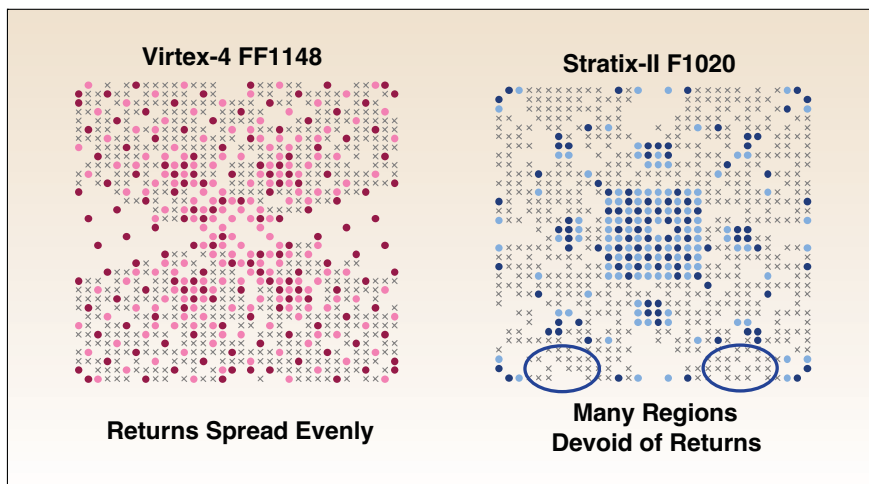 Virtex-4 FF1148
Stratix-II F1020
Returns Spread Evenly
Many Regions
Devoid of Returns